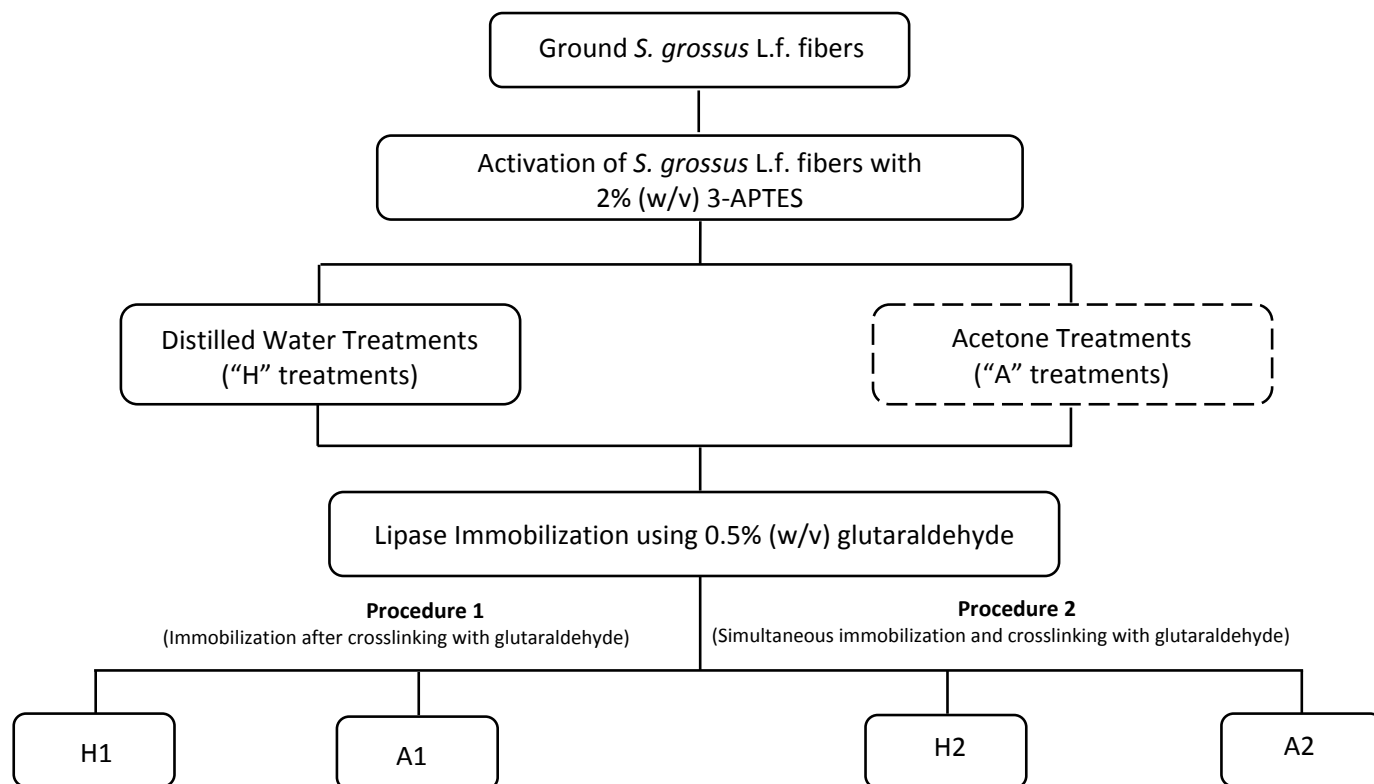 Ground S. grossus L.f. fibers
Activation of S. grossus L.f. fibers with
2% (w/v) 3-APTES
Distilled Water Treatments
(“H” treatments)
Acetone Treatments
(“A” treatments)
Lipase Immobilization using 0.5% (w/v) glutaraldehyde
Procedure 1
(Immobilization after crosslinking with glutaraldehyde)
Procedure 2
(Simultaneous immobilization and crosslinking with glutaraldehyde)
H1
A1
H2
A2